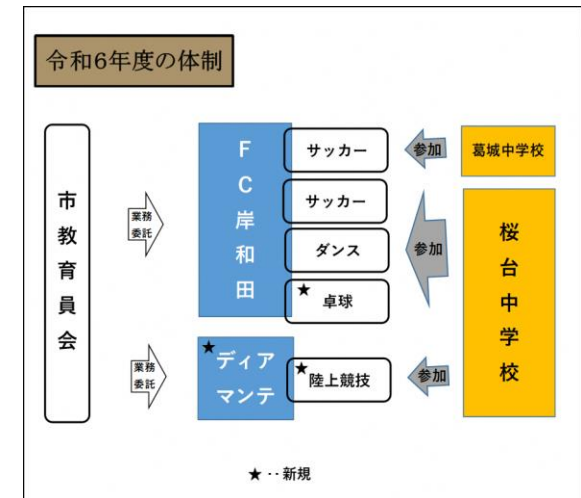 令和6年度の体制
市教育員会
業務
委託
FC岸和田
サッカー
参加
葛城中学校
サッカー
ダンス
★
卓球
参加
桜台中学校
業務
委託
★
ディア
マンテ
★
陸上競技
参加
★‥新規